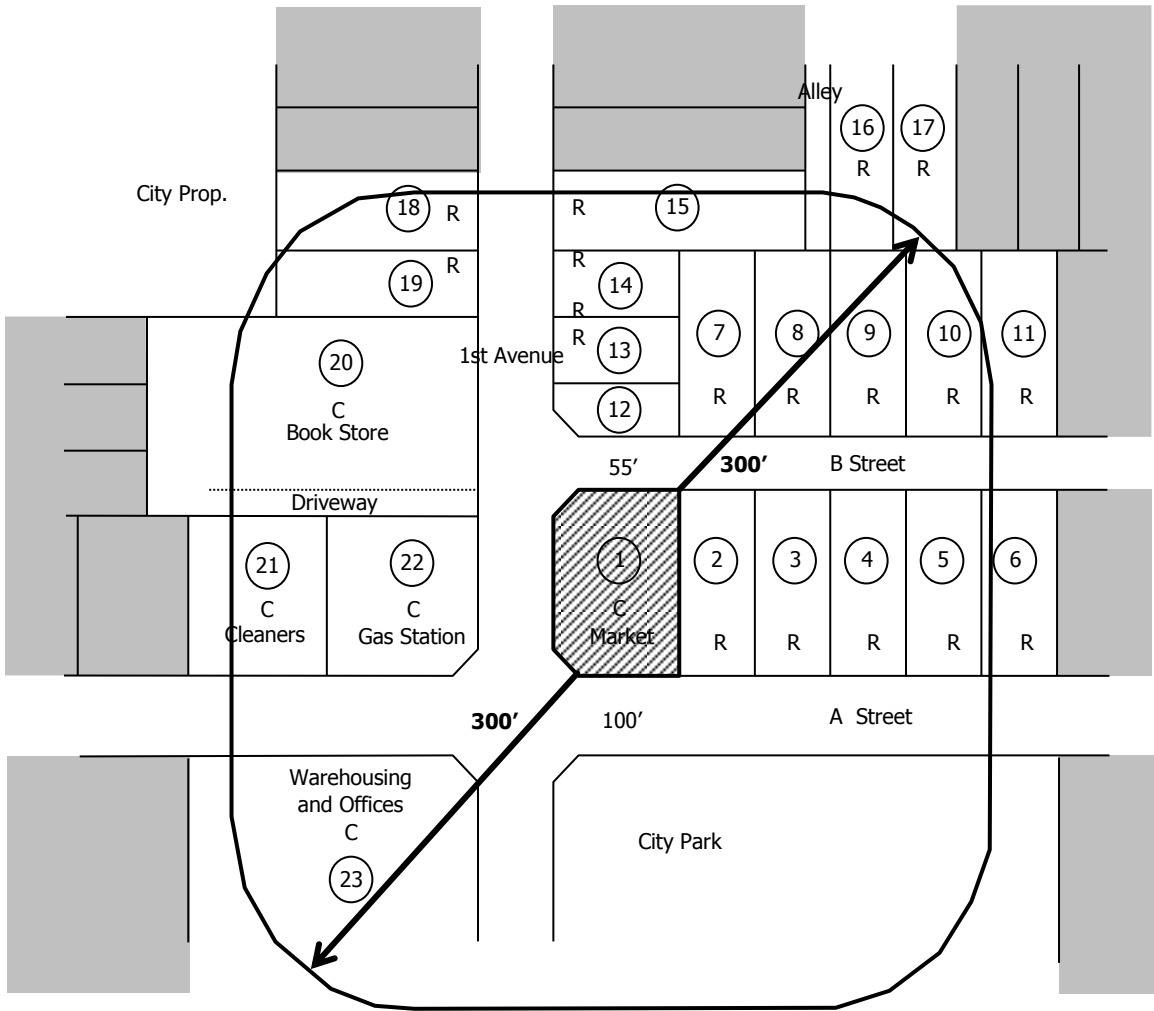 Alley
16
17
R
R
City Prop.
18
R
R
15
19
R
R
14
R
R
13
1st Avenue
12
7
8
9
10
11
R
R
R
R
R
20
C
Book Store
55’
300’
B Street
Driveway
21
C
Cleaners
22
C
Gas Station
1
C
Market
2
3
4
5
6
R
R
R
R
R
300’
100’
A Street
Warehousing
and Offices
C
23
City Park